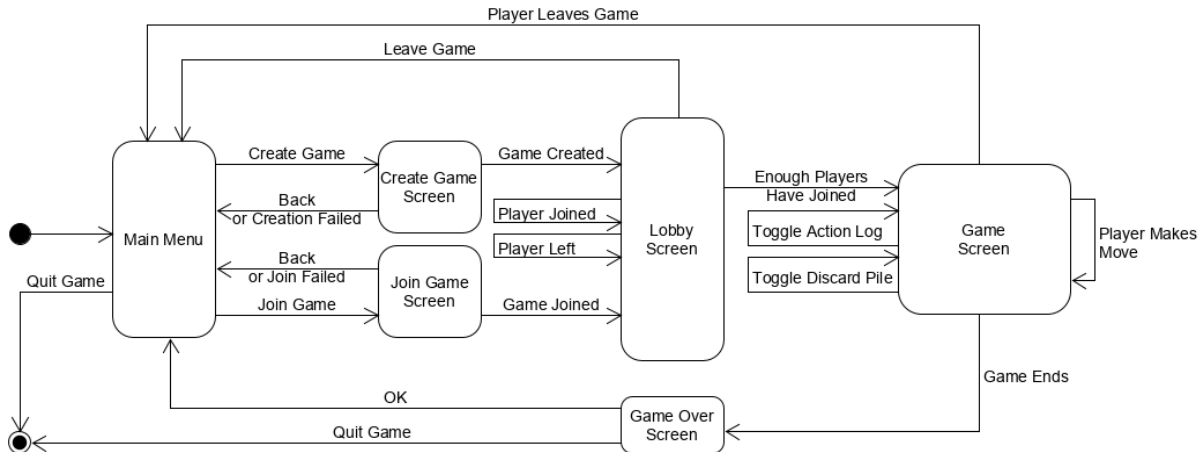 Player Leaves Game
Leave Game
Create Game
Game Created
Create Game
Screen
Enough Players
Have Joined
Back
or Creation Failed
Player Joined
Toggle Action Log
Main Menu
Lobby
Screen
Game
Screen
Player Makes
Move
Player Left
Back
or Join Failed
Join Game
Screen
Toggle Discard Pile
Quit Game
Join Game
Game Joined
Game Ends
OK
Game Over
Screen
Quit Game